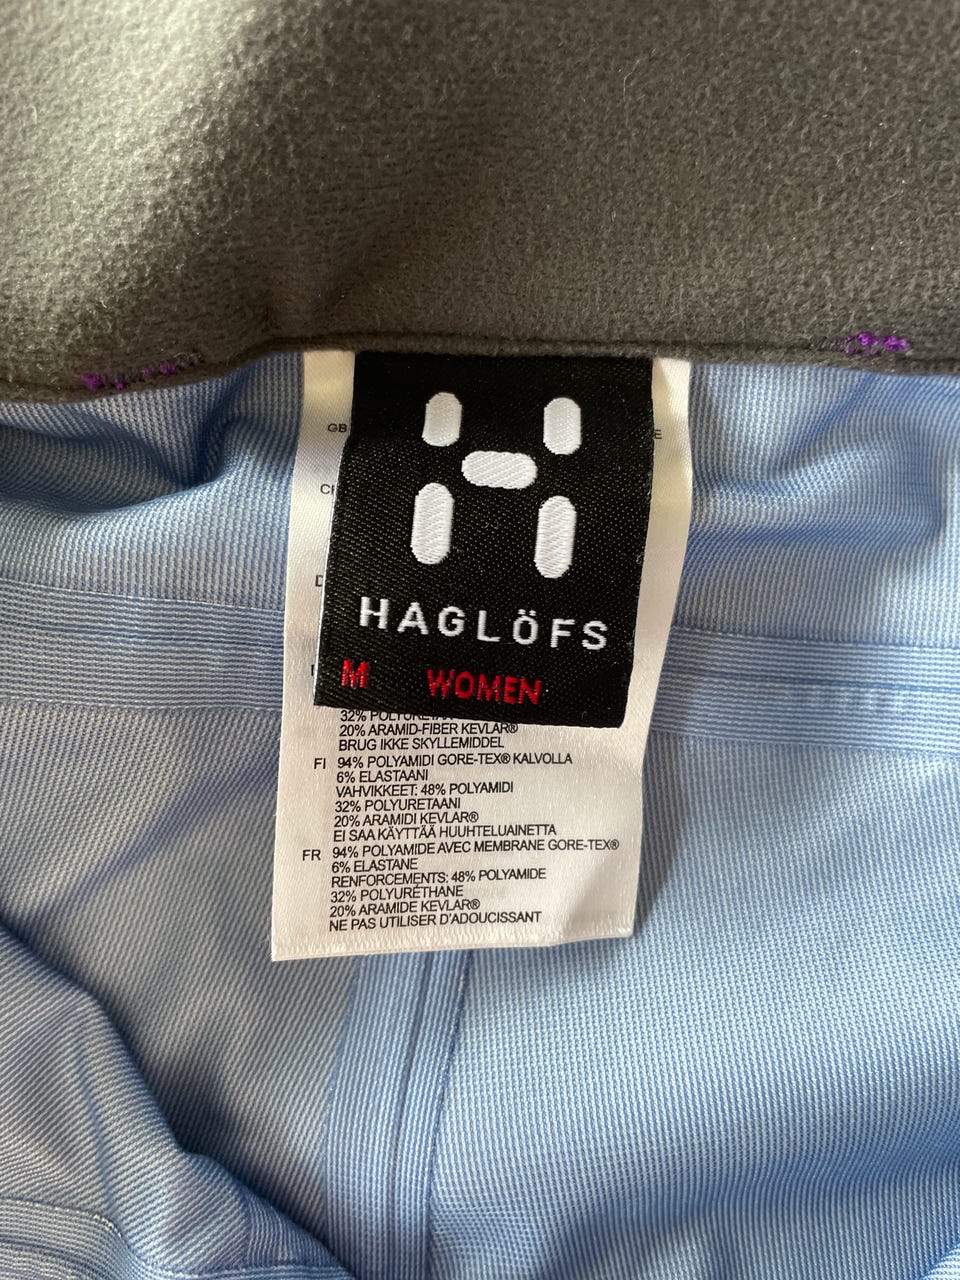 HAGLÖFS
M WOMEN
GB
E
32%
20% ARAMID-FIBER KEVLAR®
BRUG IKKE SKYLLEMIDDEL
FI 94% POLYAMIDI GORE-TEX® KALVOLLA
6% ELASTAANI
VAHVIKKEET: 48% POLYAMIDI
32% POLYURETAANI
20% ARAMIDI KEVLAR®
EI SAA KÄYTTÄÄ HUUHTELUAINETTA
FR 94% POLYAMIDE AVEC MEMBRANE GORE-TEX®
6% ELASTANE
RENFORCEMENTS: 48% POLYAMIDE
32% POLYURÉTHANE
20% ARAMIDE KEVLAR®
NE PAS UTILISER D'ADOUCISSANT